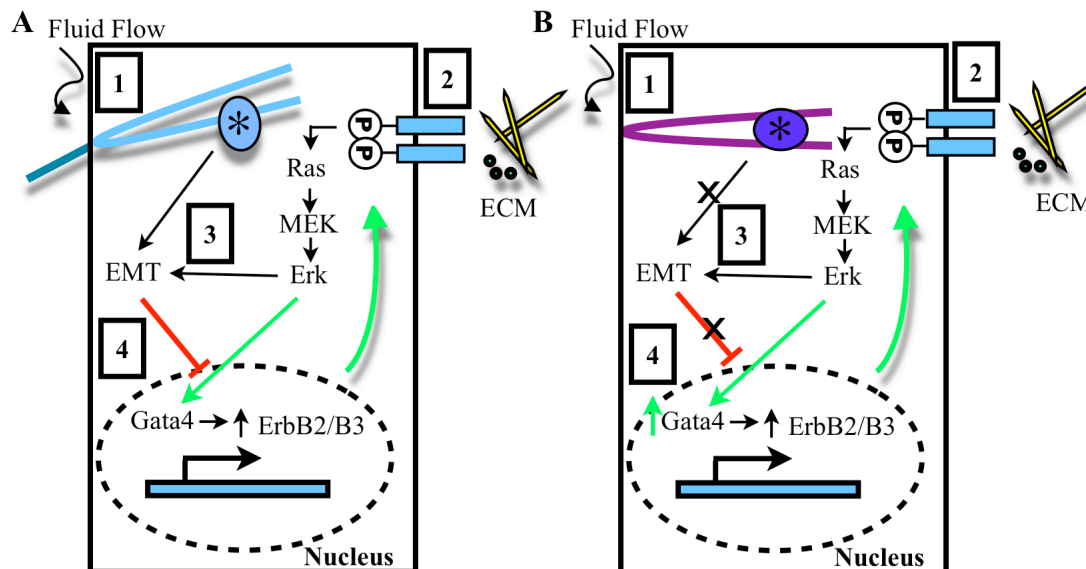 A
Fluid Flow
1
2
*
P
P
Ras
ECM
MEK
3
EMT
Erk
4
Gata4
ErbB2/B3
Nucleus
B
Fluid Flow
1
2
*
P
P
Ras
ECM
X
MEK
3
EMT
Erk
X
4
Gata4
ErbB2/B3
Nucleus